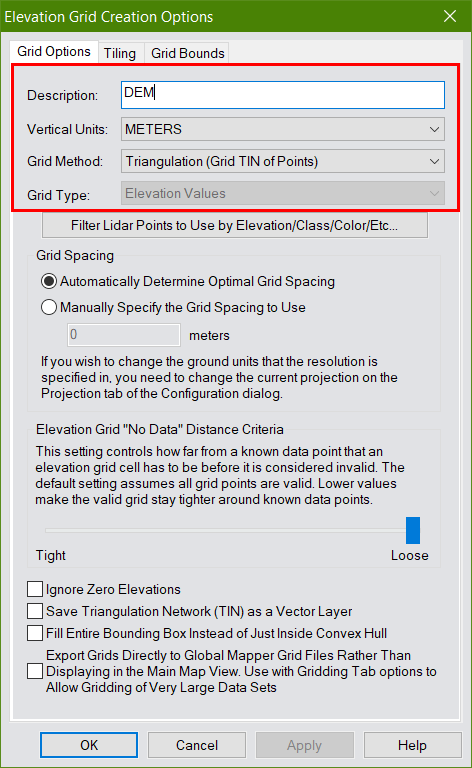 Elevation Grid Creation Options
Grid Options Tiling Grid Bounds
Description: DEM
Vertical Units: METERS
Grid Method: Triangulation (Grid TIN of Points)
Grid Type: Elevation Values
Filter Lidar Points to Use by Elevation/Class/Color/Etc...
Grid Spacing
Automatically Determine Optimal Grid Spacing
Manually Specify the Grid Spacing to Use
0 meters
If you wish to change the ground units that the resolution is
specified in, you need to change the current projection on the
Projection tab of the Configuration dialog.
Elevation Grid "No Data" Distance Criteria
This setting controls how far from a known data point that an
elevation grid cell has to be before it is considered invalid. The
default setting assumes all grid points are valid. Lower values
make the valid grid stay tighter around known data points.
Tight Loose
Ignore Zero Elevations
Save Triangulation Network (TIN) as a Vector Layer
Fill Entire Bounding Box Instead of Just Inside Convex Hull
Export Grids Directly to Global Mapper Grid Files Rather Than
Displaying in the Main Map View. Use with Gridding Tab options to
Allow Gridding of Very Large Data Sets
OK Cancel Apply Help